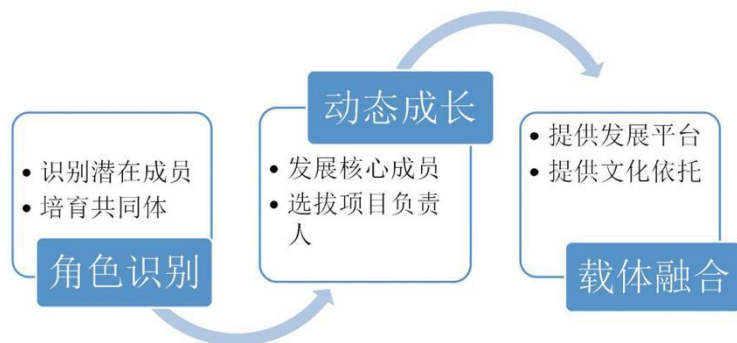 • 识别潜在成员
• 培育共同体
角色识别
动态成长
• 发展核心成员
• 选拔项目负责
人
• 提供发展平台
• 提供文化依托
载体融合